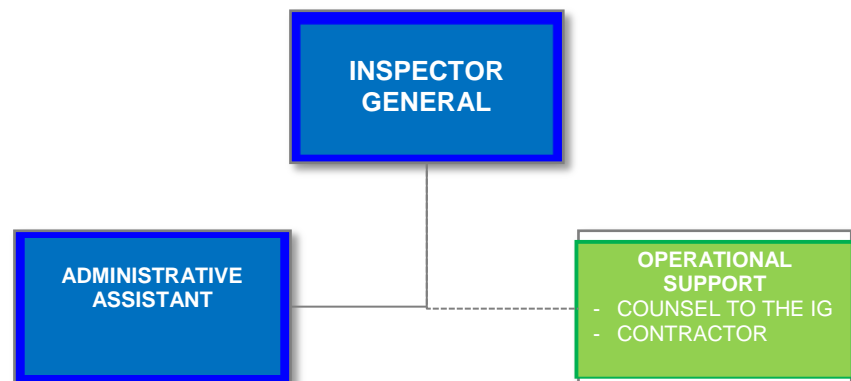 INSPECTOR
GENERAL
ADMINISTRATIVE
ASSISTANT
OPERATIONAL
SUPPORT
- COUNSEL TO THE IG
- CONTRACTOR